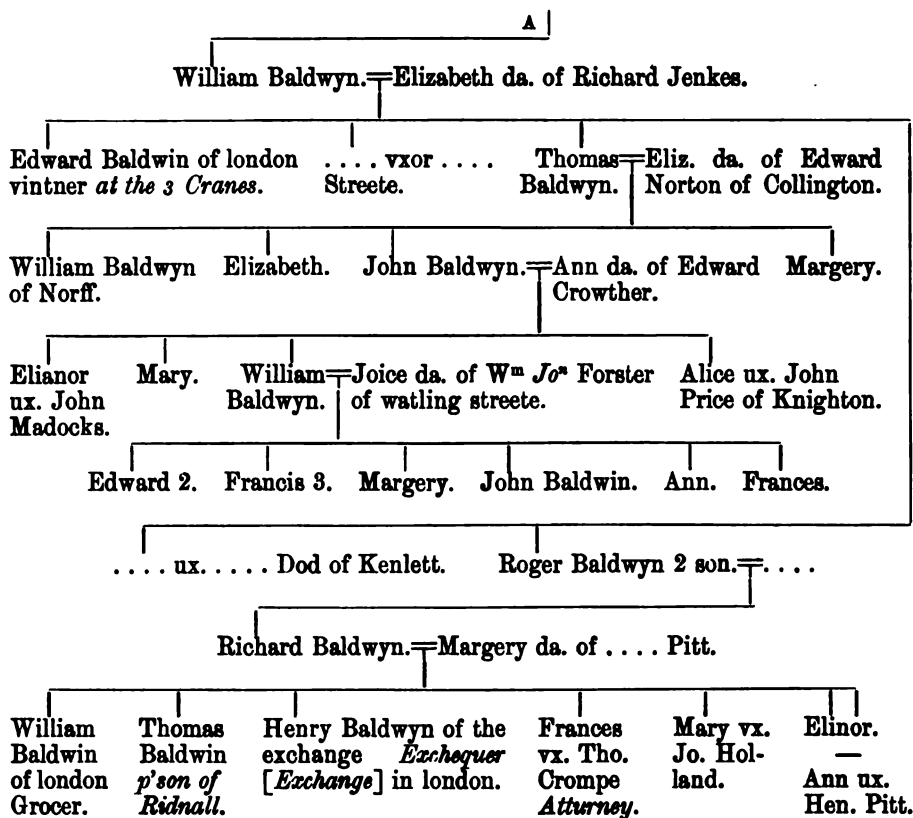 A
William Baldwyn.=Elizabeth da. of Richard Jenkes.
Edward Baldwin of london
vintner at the 3 Cranes.
. . . . vxor . . . .
Streete.
Thomas=Eliz. da. of Edward
Baldwyn. Norton of Collington.
William Baldwyn
of Norff.
Elizabeth.
John Baldwyn.=Ann da. of Edward
Crowther.
Margery.
Elianor
ux. John
Madocks.
Mary.
William=Joice da. of Wᵐ Joⁿ Forster
Baldwyn. of watling streete.
Alice ux. John
Price of Knighton.
Edward 2. Francis 3. Margery. John Baldwin. Ann. Frances.
. . . . ux. . . . . Dod of Kenlett. Roger Baldwyn 2 son.= . . . .
Richard Baldwyn.=Margery da. of . . . . Pitt.
William
Baldwin
of london
Grocer.
Thomas
Baldwin
p'son of
Ridnall.
Henry Baldwyn of the
exchange Exchequer
[Exchange] in london.
Frances
vx. Tho.
Crompe
Atturney.
Mary vx.
Jo. Hol-
land.
Elinor.
—
Ann ux.
Hen. Pitt.